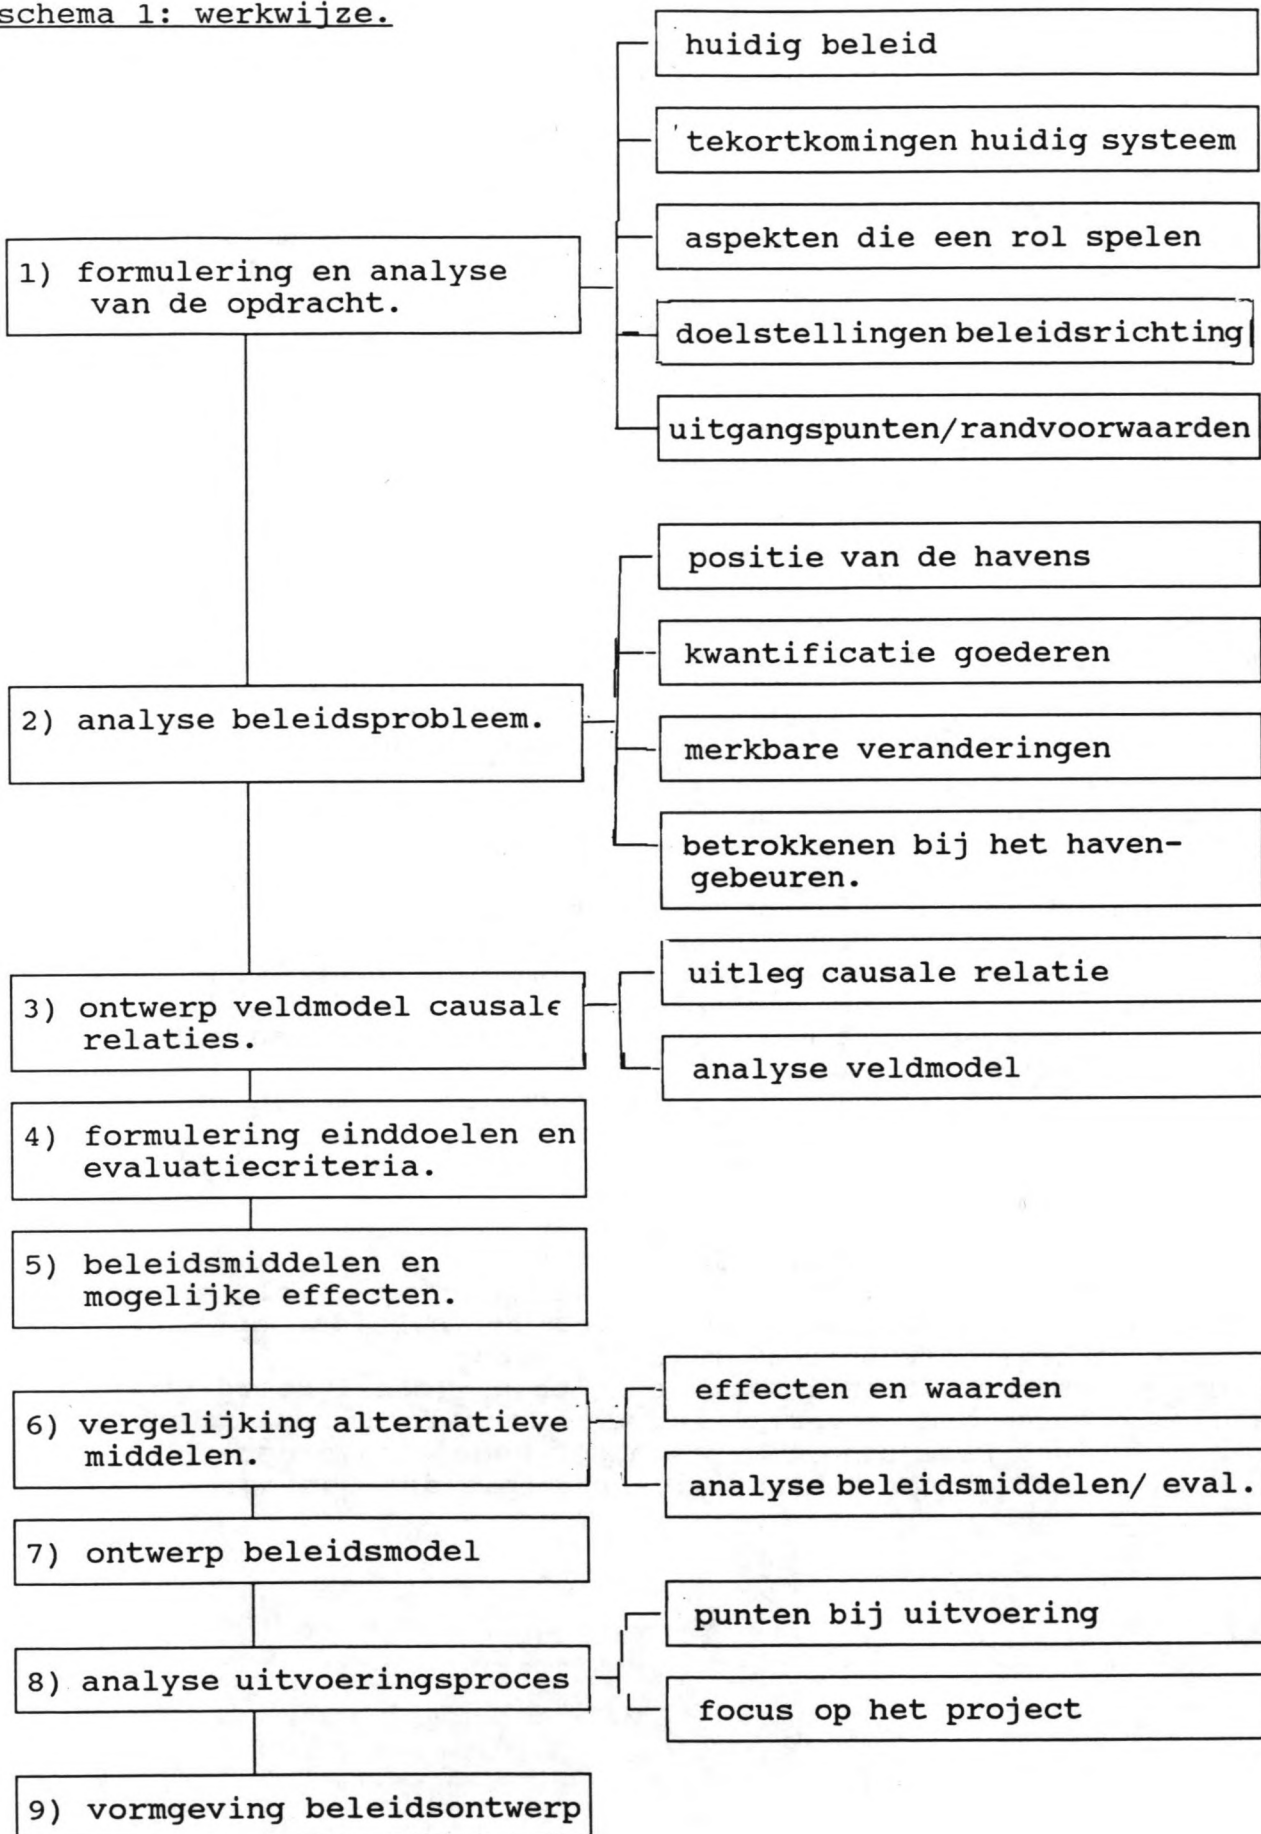 schema 1: werkwijze.
huidig beleid
tekortkomingen huidig systeem
aspekten die een rol spelen
1) formulering en analyse
van de opdracht.
doelstellingen beleidsrichting
uitgangspunten/randvoorwaarden
positie van de havens
kwantificatie goederen
2) analyse beleidsprobleem.
merkbare veranderingen
betrokkenen bij het haven-
gebeuren.
3) ontwerp veldmodel causale
relaties.
uitleg causale relatie
analyse veldmodel
4) formulering einddoelen en
evaluatiecriteria.
5) beleidsmiddelen en
mogelijke effecten.
6) vergelijking alternatieve
middelen.
effecten en waarden
analyse beleidsmiddelen/ eval.
7) ontwerp beleidsmodel
punten bij uitvoering
8) analyse uitvoeringsproces
focus op het project
9) vormgeving beleidsontwerp